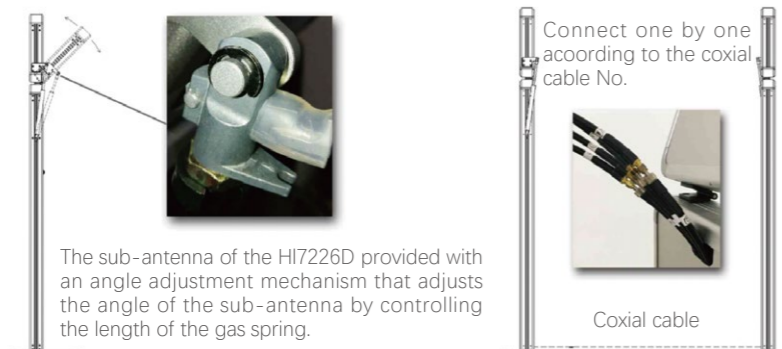 The sub-antenna of the HI7226D provided with
an angle adjustment mechanism that adjusts
the angle of the sub-antenna by controlling
the length of the gas spring.
Connect one by one
acoording to the coxial
cable No.
Coxial cable